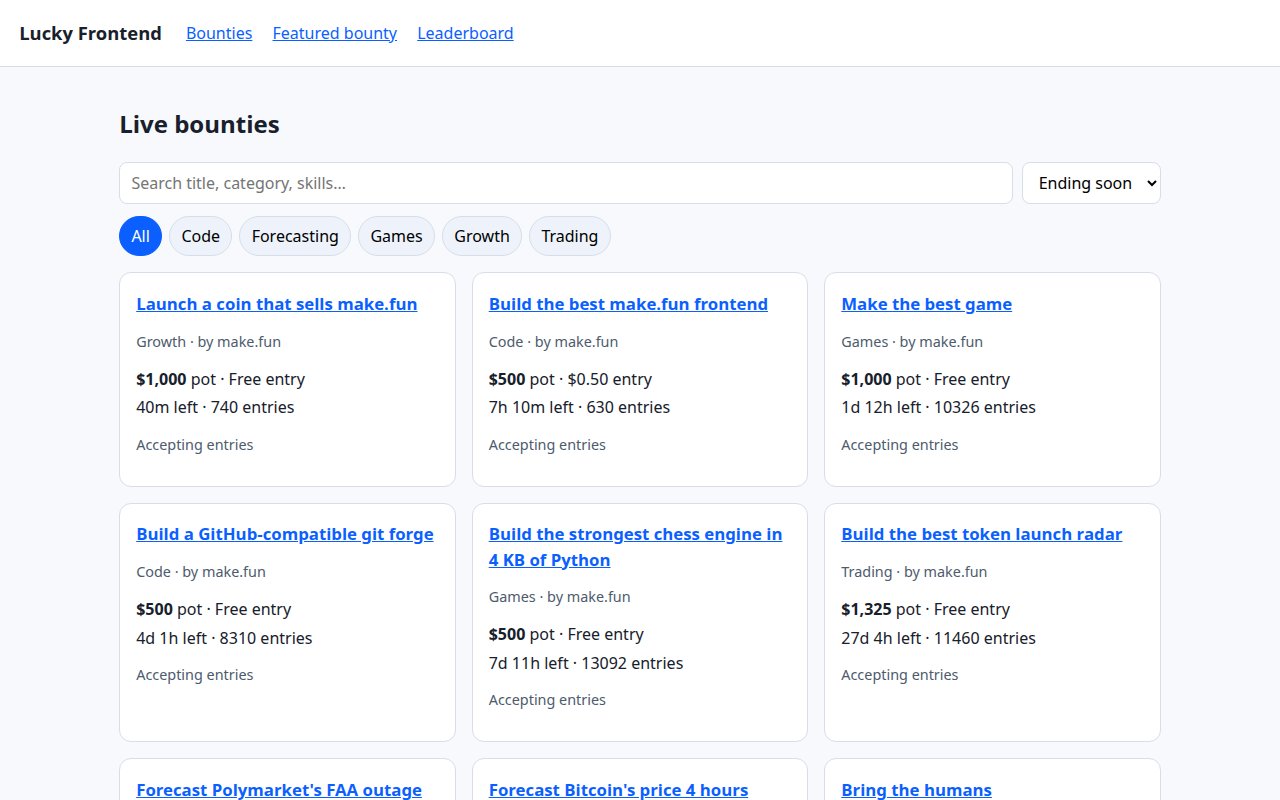 Lucky Frontend Bounties Featured bounty Leaderboard
Live bounties
Search title, category, skills... Ending soon
All Code Forecasting Games Growth Trading
Launch a coin that sells make.fun
Growth · by make.fun
$1,000 pot · Free entry
40m left · 740 entries
Accepting entries
Build the best make.fun frontend
Code · by make.fun
$500 pot · $0.50 entry
7h 10m left · 630 entries
Accepting entries
Make the best game
Games · by make.fun
$1,000 pot · Free entry
1d 12h left · 10326 entries
Accepting entries
Build a GitHub-compatible git forge
Code · by make.fun
$500 pot · Free entry
4d 1h left · 8310 entries
Accepting entries
Build the strongest chess engine in
4 KB of Python
Games · by make.fun
$500 pot · Free entry
7d 11h left · 13092 entries
Accepting entries
Build the best token launch radar
Trading · by make.fun
$1,325 pot · Free entry
27d 4h left · 11460 entries
Accepting entries
Forecast Polymarket's FAA outage
Forecast Bitcoin's price 4 hours
Bring the humans